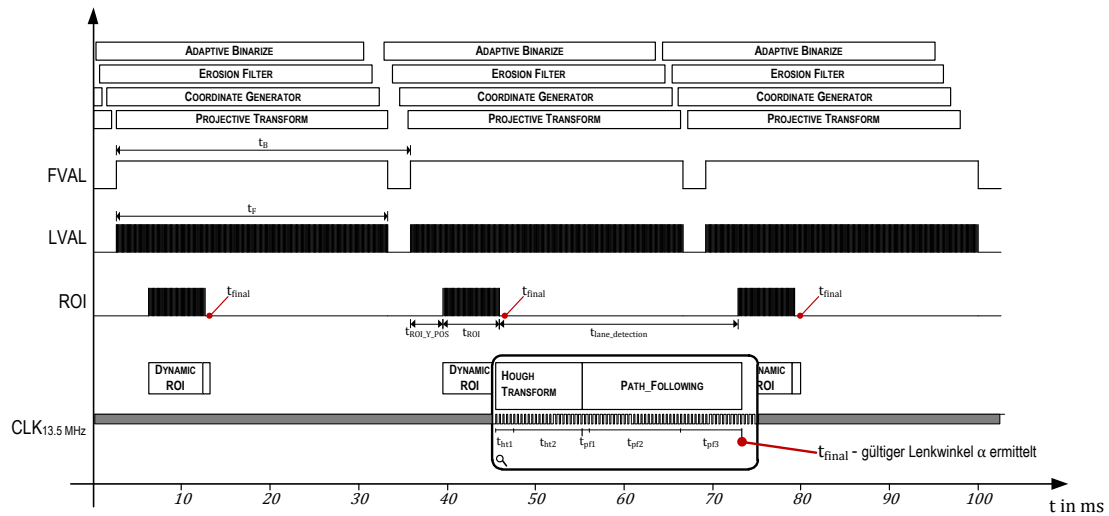 ADAPTIVE BINARIZE ADAPTIVE BINARIZE ADAPTIVE BINARIZE
EROSION FILTER EROSION FILTER EROSION FILTER
COORDINATE GENERATOR COORDINATE GENERATOR COORDINATE GENERATOR
PROJECTIVE TRANSFORM PROJECTIVE TRANSFORM PROJECTIVE TRANSFORM
tB
FVAL
tF
LVAL
tfinal tfinal tfinal
ROI
tROI_Y_POS tROI tlane_detection
DYNAMIC ROI
DYNAMIC ROI
HOUGH TRANSFORM
PATH_FOLLOWING
NAMIC ROI
CLK13.5 MHz
tht1 tht2 tpf1 tpf2 tpf3
tfinal - gültiger Lenkwinkel α ermittelt
10 20 30 40 50 60 70 80 90 100
t in ms